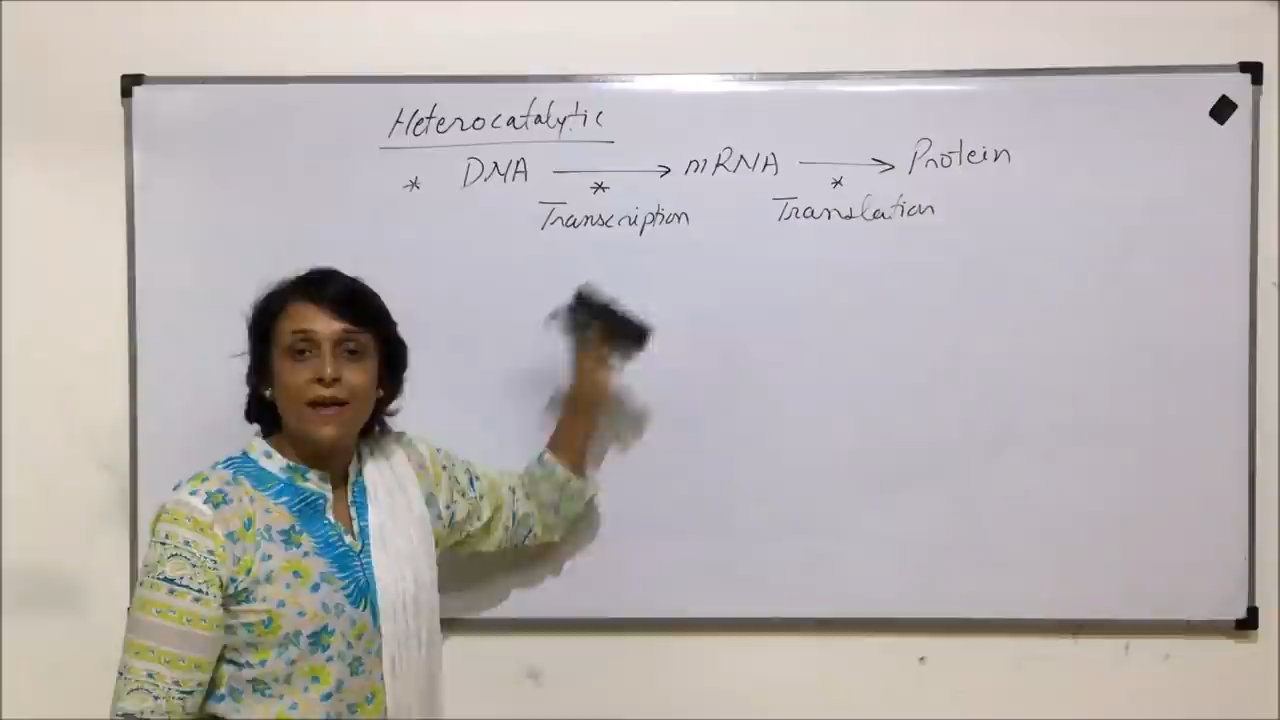 Heterocatalytic
* DNA ⟶ mRNA ⟶ Protein
* *
Transcription Translation